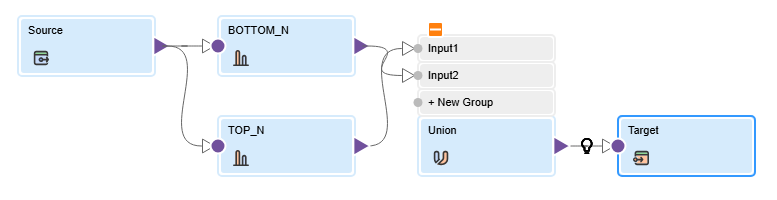 Source
BOTTOM_N
Input1
Input2
+ New Group
TOP_N
Union
Target